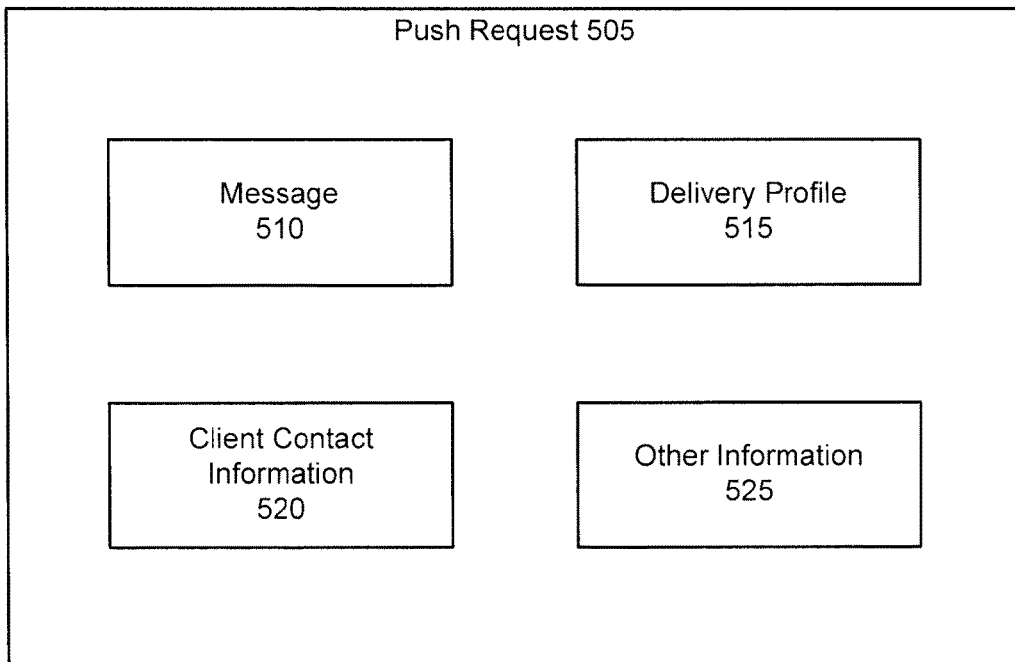 Push Request 505
Message
510
Delivery Profile
515
Client Contact
Information
520
Other Information
525